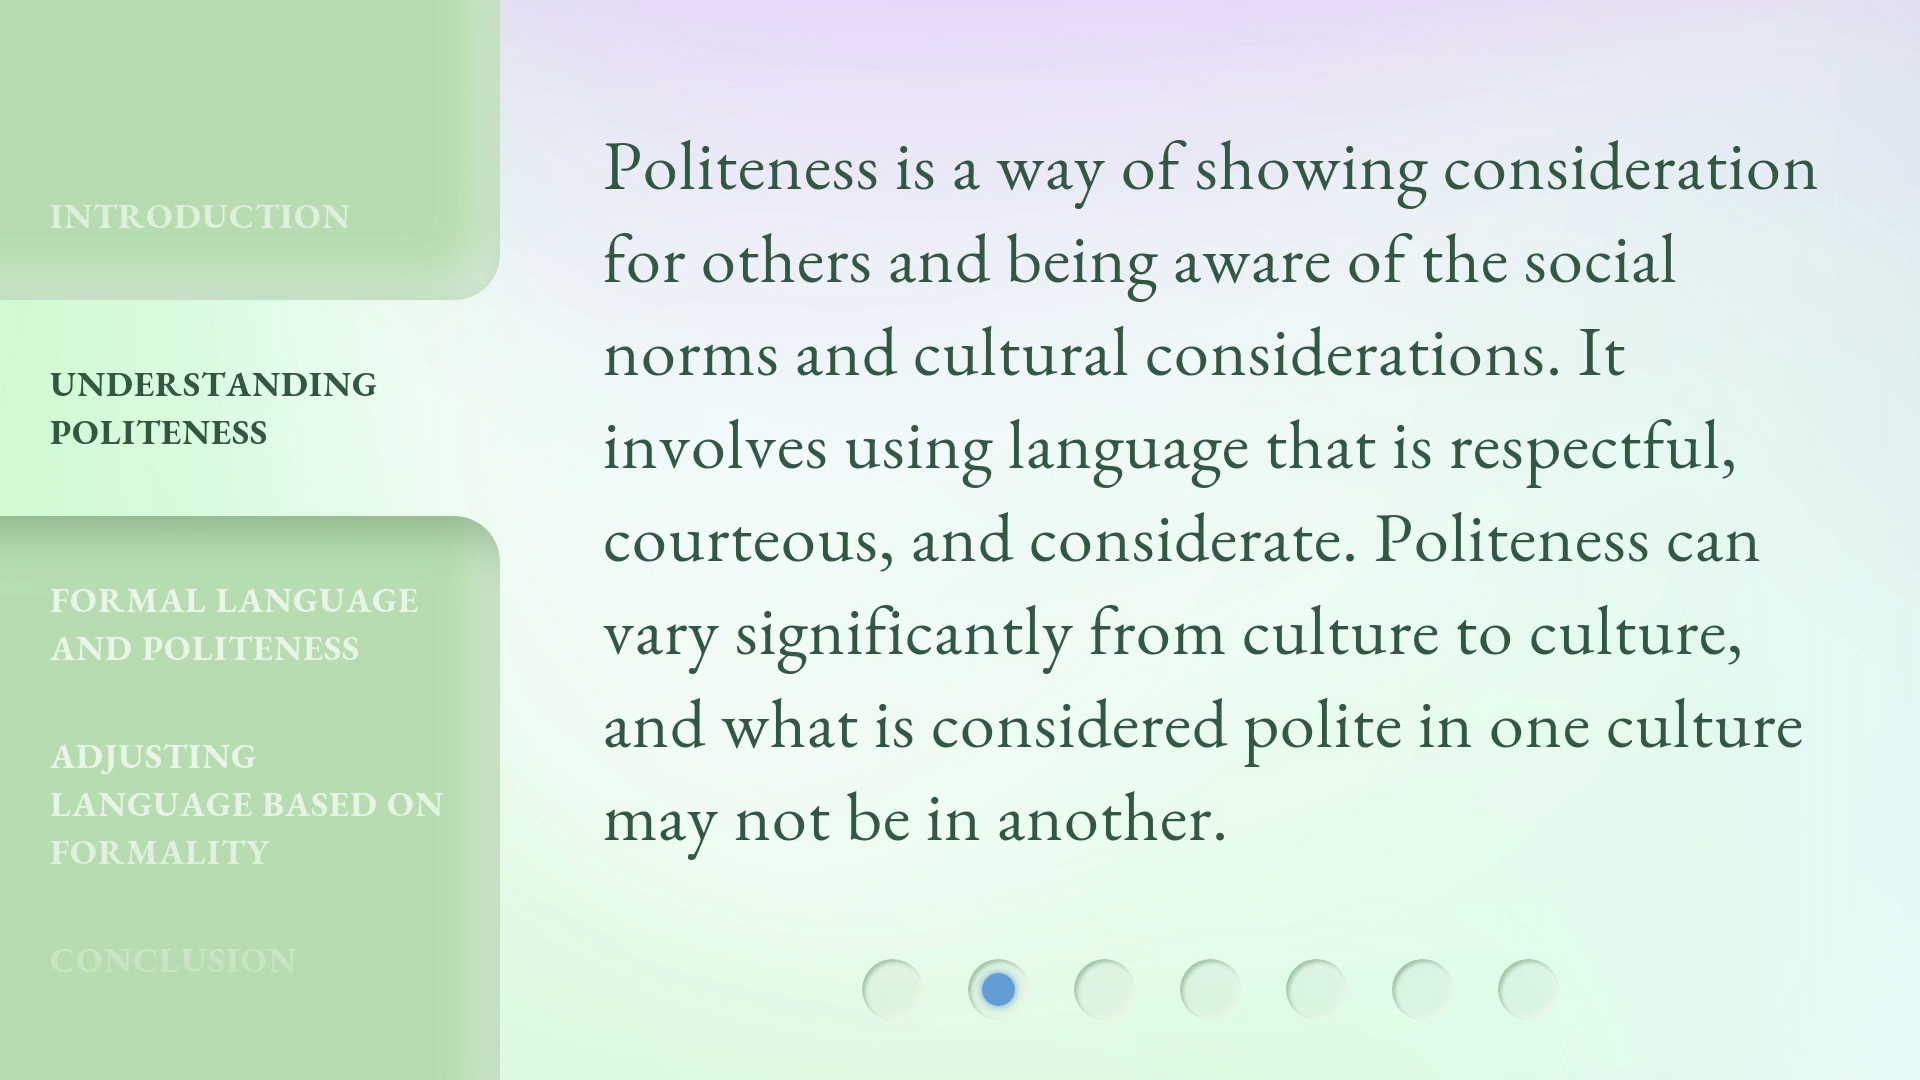 INTRODUCTION
UNDERSTANDING
POLITENESS
FORMAL LANGUAGE
AND POLITENESS
ADJUSTING
LANGUAGE BASED ON
FORMALITY
CONCLUSION
Politeness is a way of showing consideration
for others and being aware of the social
norms and cultural considerations. It
involves using language that is respectful,
courteous, and considerate. Politeness can
vary significantly from culture to culture,
and what is considered polite in one culture
may not be in another.